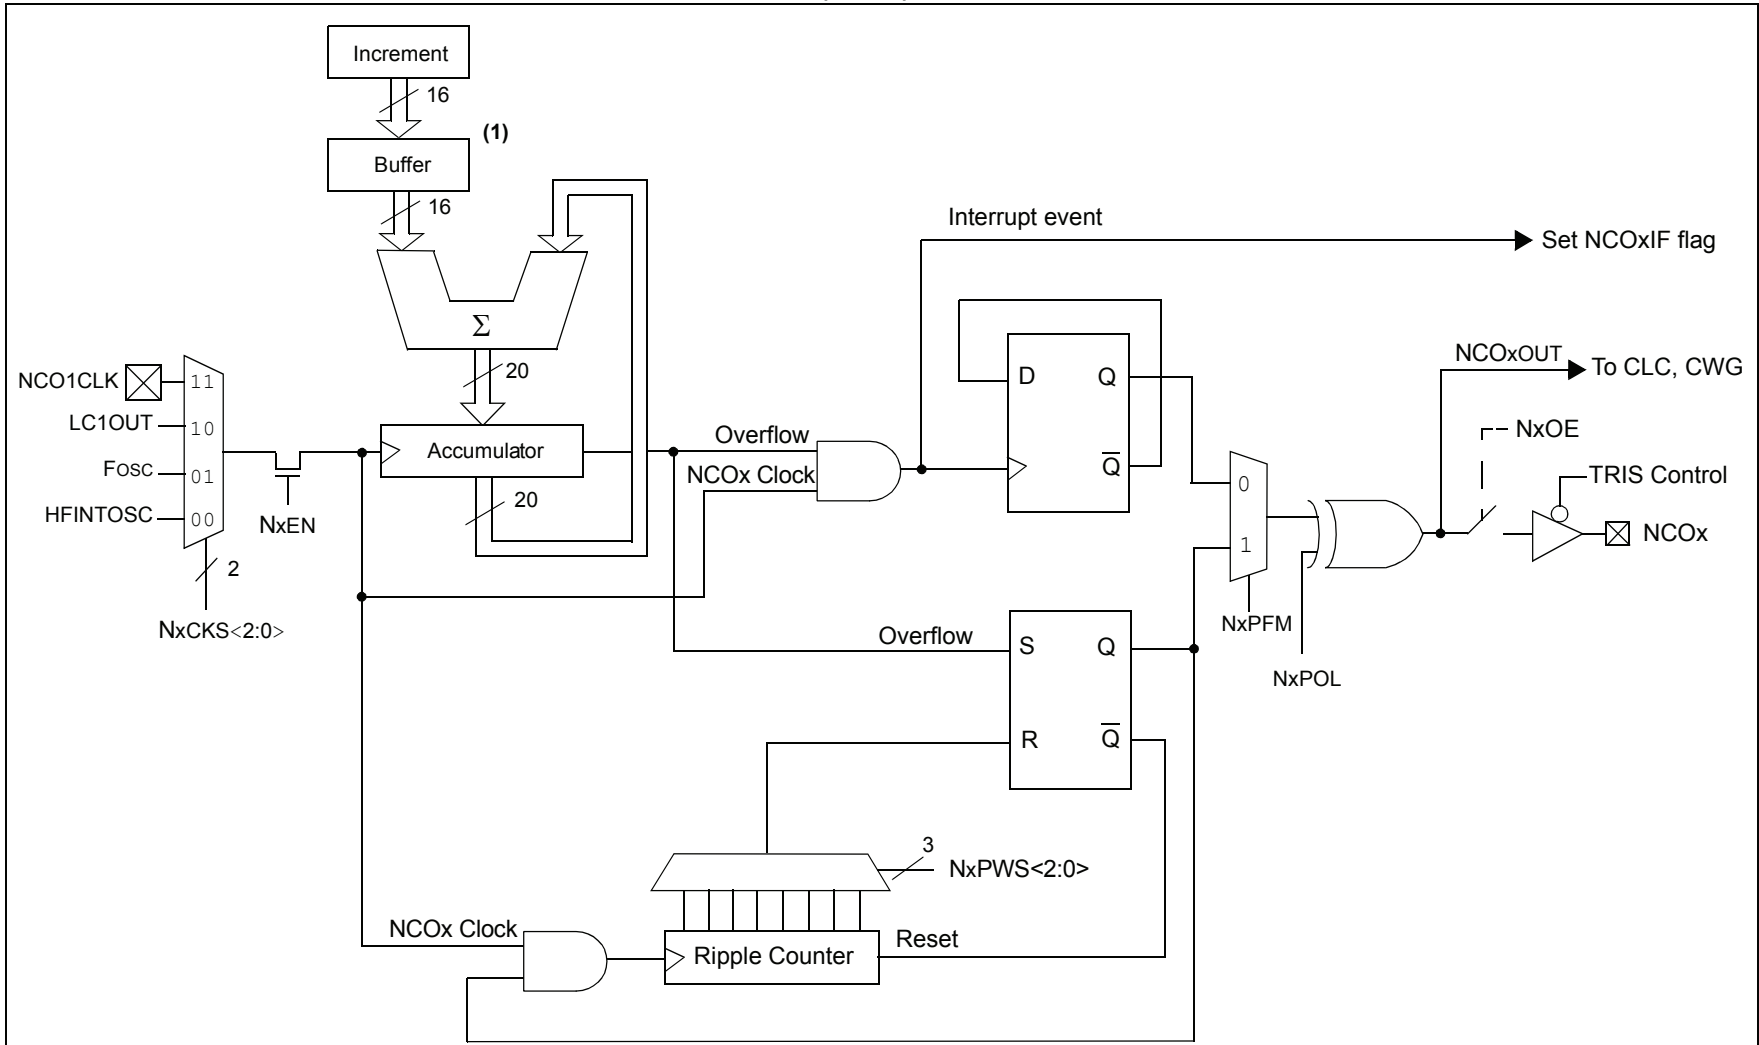 Increment
16
(1)
Buffer
16
Interrupt event
Set NCOxIF flag
Σ
NCOxOUT
To CLC, CWG
20
D
Q
NCO1CLK
11
LC1OUT
10
NxOE
Overflow
Accumulator
Q
FOSC
01
NCOx Clock
TRIS Control
0
20
HFINTOSC
00
NxEN
NCOx
1
2
NxCKS<2:0>
NxPFM
Overflow
S
Q
NxPOL
R
Q
3
NxPWS<2:0>
NCOx Clock
Reset
Ripple Counter